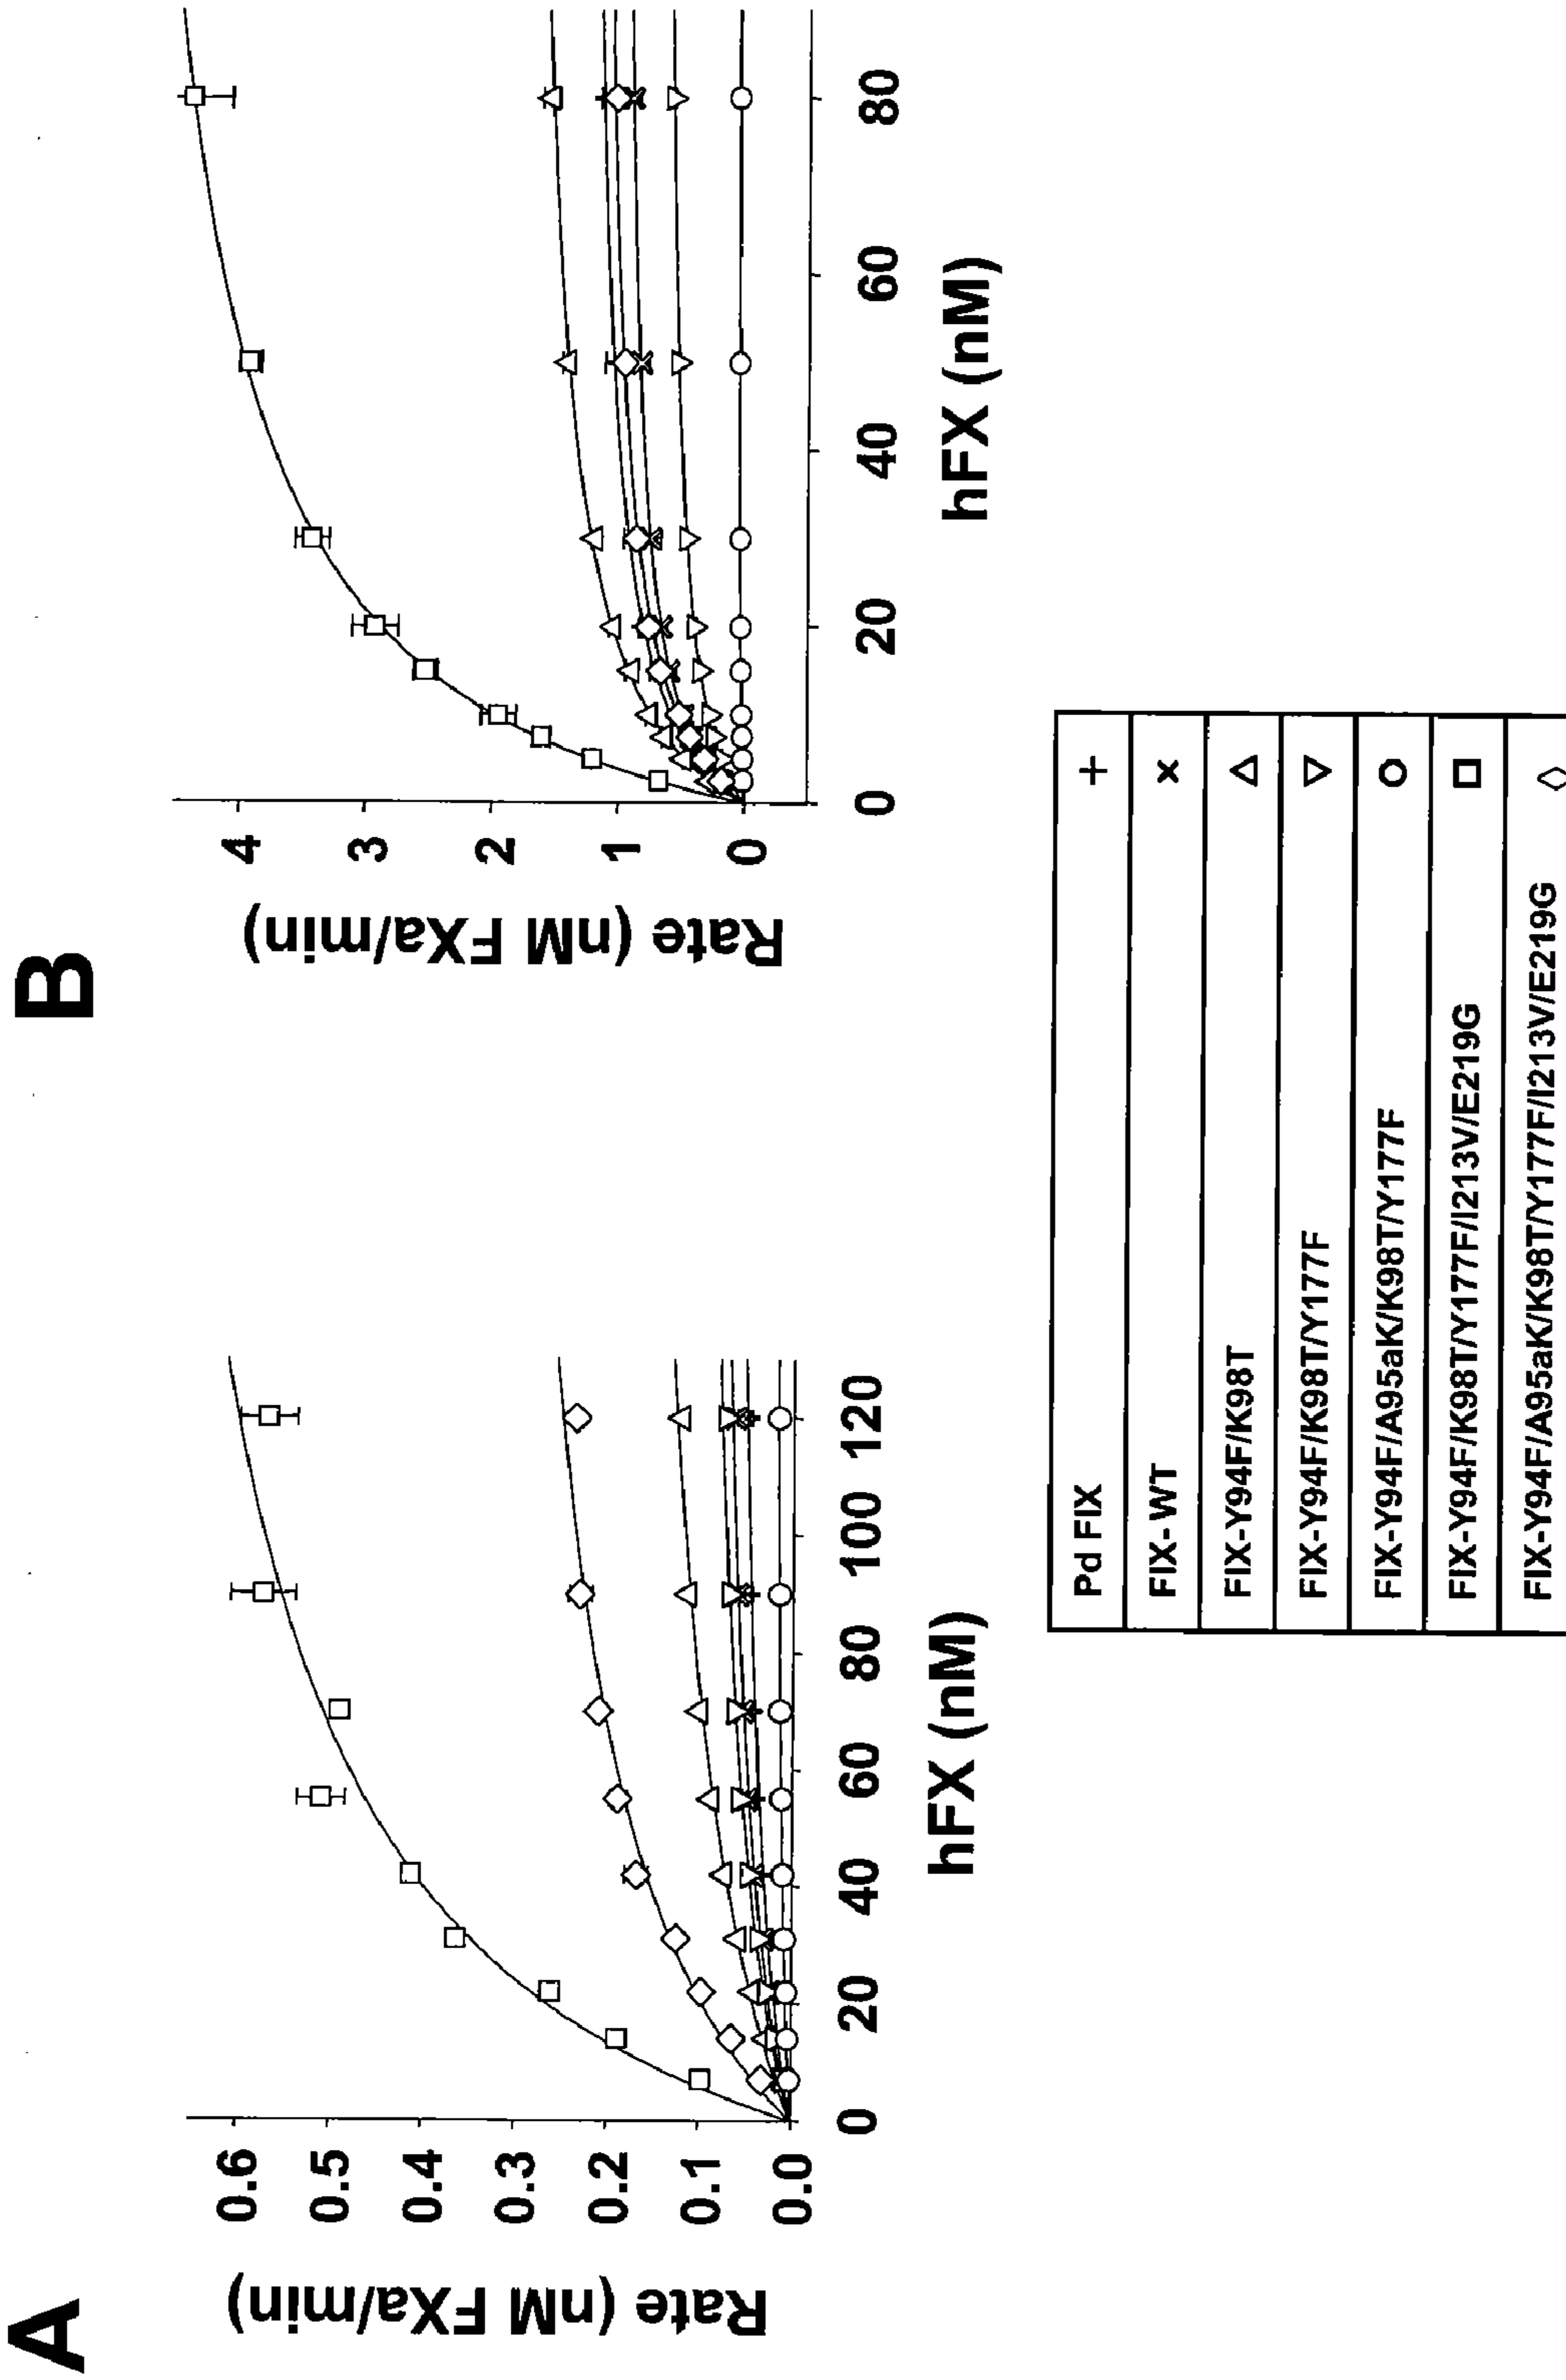 A
Rate (nM FXa/min)
0.6
0.5
0.4
0.3
0.2
0.1
0.0
0 20 40 60 80 100 120
hFX (nM)
B
Rate (nM FXa/min)
4
3
2
1
0
0 20 40 60 80
hFX (nM)
Pd FIX +
FIX-WT x
FIX-Y94F/K98T △
FIX-Y94F/K98T/Y177F ▽
FIX-Y94F/A95aK/K98T/Y177F O
FIX-Y94F/K98T/Y177F/I213V/E219G □
FIX-Y94F/A95aK/K98T/Y177F/I213V/E219G ◇